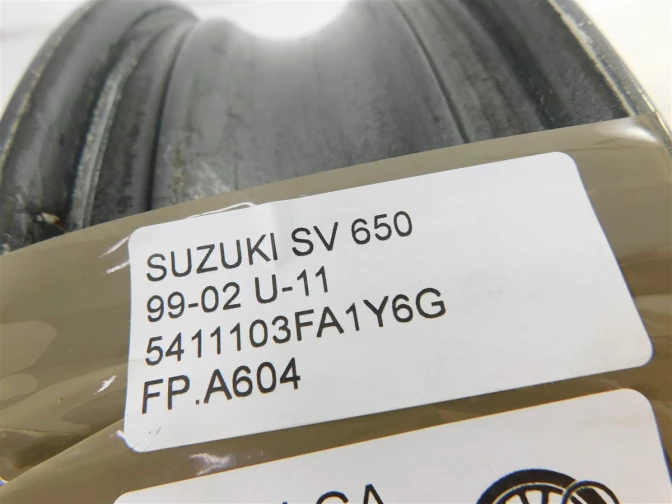 SUZUKI SV 650
99-02 U-11
5411103FA1Y6G
FP.A604